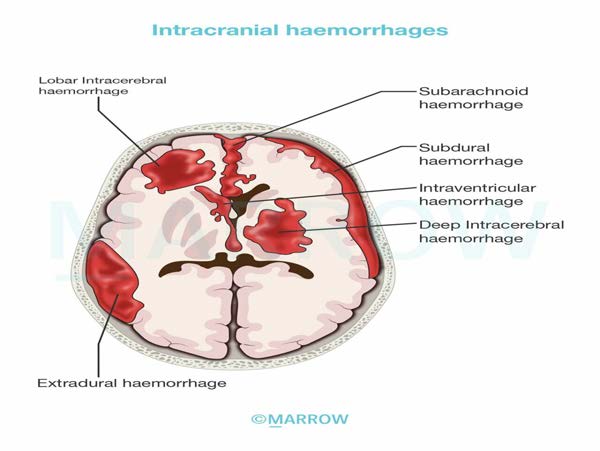 Intracranial haemorrhages
Lobar Intracerebral
haemorrhage
Subarachnoid
haemorrhage
Subdural
haemorrhage
Intraventricular
haemorrhage
Deep Intracerebral
haemorrhage
MARROW
Extradural haemorrhage
©MARROW